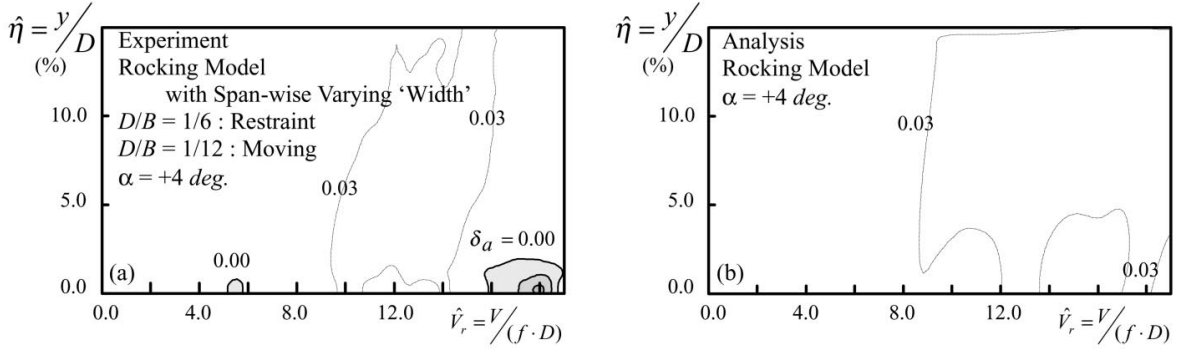 η̂ = y/D
(%)
Experiment
Rocking Model
with Span-wise Varying ‘Width’
D/B = 1/6 : Restraint
D/B = 1/12 : Moving
α = +4 deg.
10.0
5.0
0.0
0.03
0.03
0.00
δa = 0.00
(a)
0.0 4.0 8.0 12.0 V̂r = V/(f · D)
η̂ = y/D
(%)
Analysis
Rocking Model
α = +4 deg.
10.0
5.0
0.0
0.03
0.03
(b)
0.0 4.0 8.0 12.0 V̂r = V/(f · D)